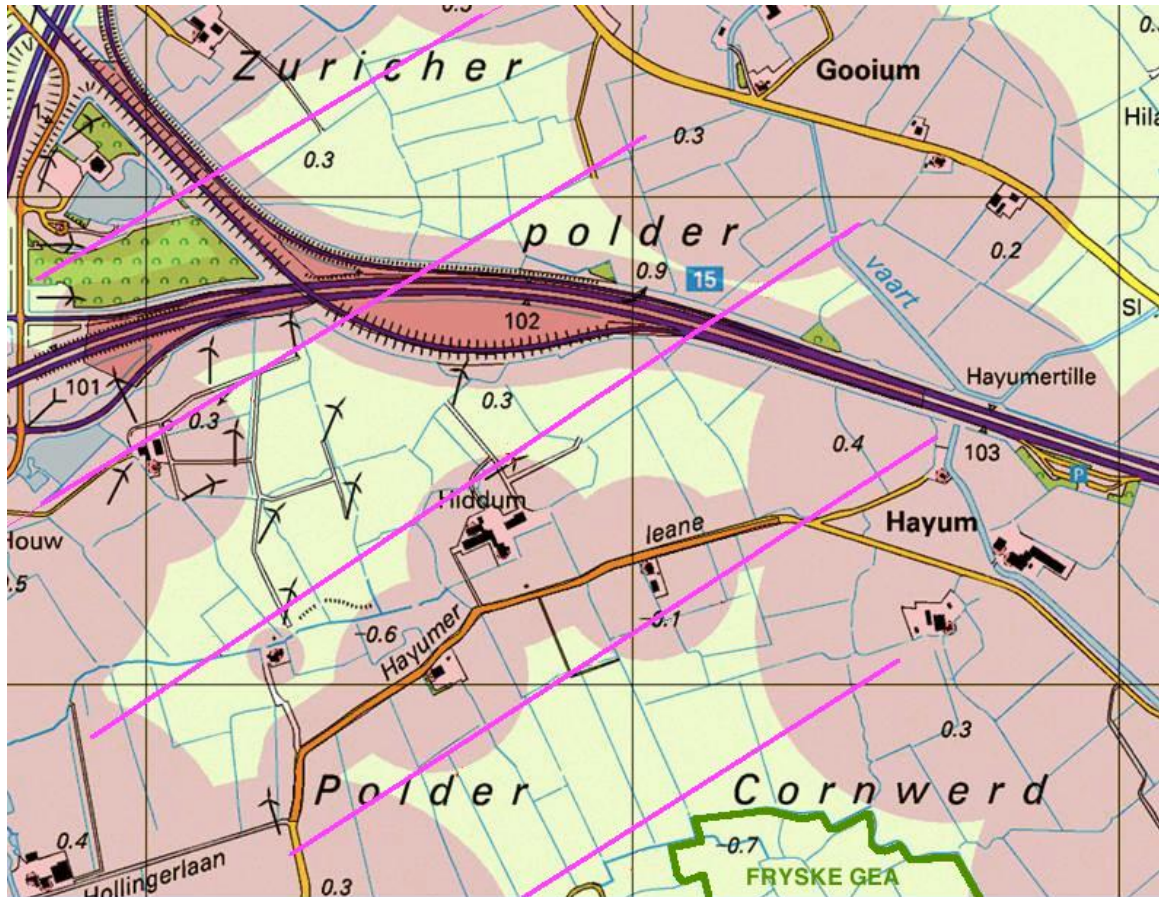 0.3
Zuricher
Gooium
0.3
0.3
Hila
polder
0.9
15
0.2
vaart
Sl
102
101
Hayumertille
0.3
0.3
0.4
103
P
Hiddum
leane
Hayum
Houw
.5
-0.6
Hayumer
-0.1
0.3
Polder
Cornwerd
0.4
-0.7
Hollingerlaan
0.3
FRYSKE GEA